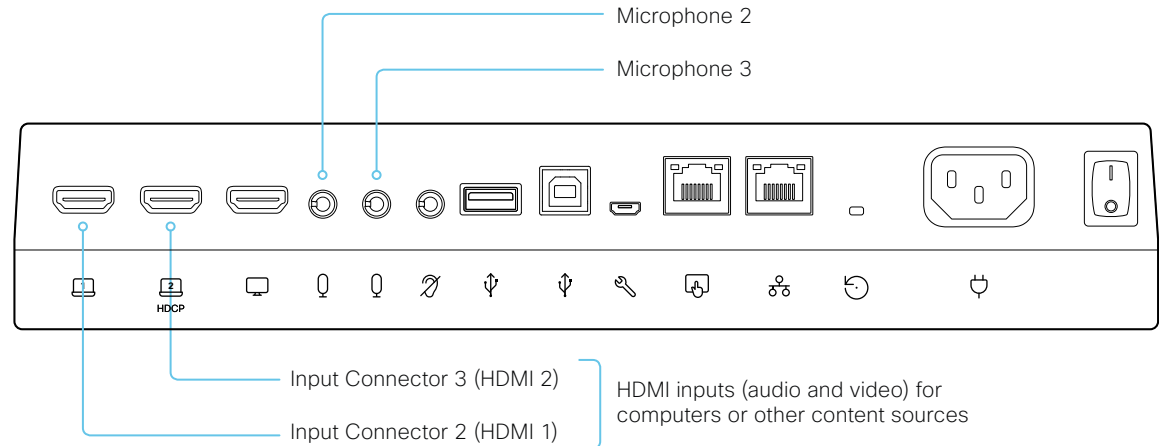 Microphone 2
Microphone 3
1
2
HDCP
Input Connector 3 (HDMI 2)
Input Connector 2 (HDMI 1)
HDMI inputs (audio and video) for
computers or other content sources